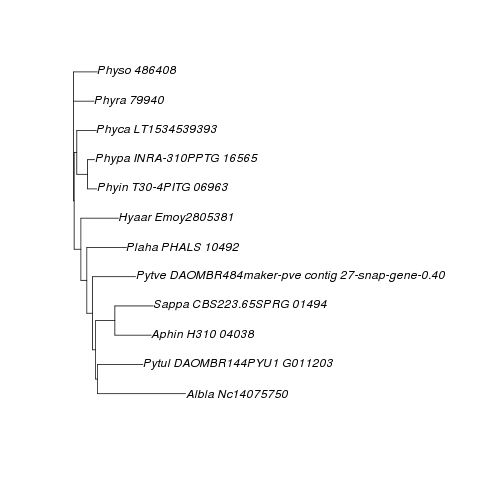 Physo 486408
Phyra 79940
Phyca LT1534539393
Phypa INRA-310PPTG 16565
Phyin T30-4PITG 06963
Hyaar Emoy2805381
Plaha PHALS 10492
Pytve DAOMBR484maker-pve contig 27-snap-gene-0.40
Sappa CBS223.65SPRG 01494
Aphin H310 04038
Pytul DAOMBR144PYU1 G011203
Albla Nc14075750